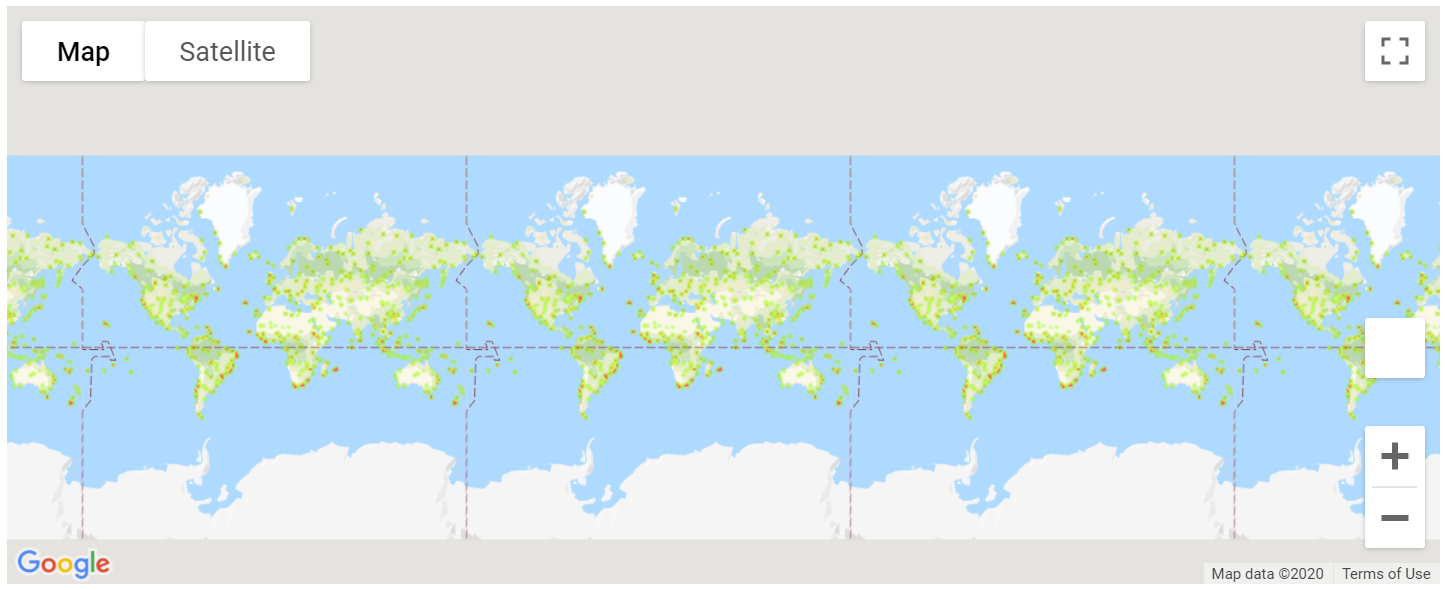 Map
Satellite
Google
Map data ©2020
Terms of Use